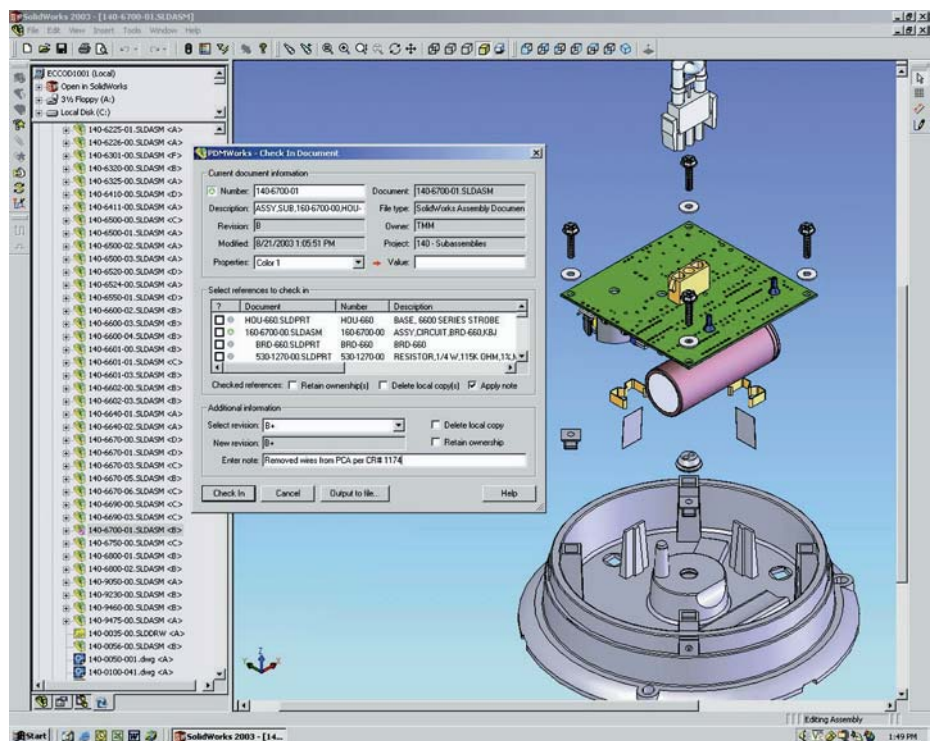 SolidWorks 2003 - [140-6700-01.SLDASM]
File Edit View Insert Tools Window Help
ECCOD1001 (Local)
Open in SolidWorks
3½ Floppy (A:)
Local Disk (C:)
140-6225-01.SLDASM <A>
140-6226-00.SLDASM <A>
140-6301-00.SLDASM <F>
140-6320-00.SLDASM <B>
140-6325-00.SLDASM <A>
140-6410-00.SLDASM <D>
140-6411-00.SLDASM <A>
140-6500-00.SLDASM <C>
140-6500-01.SLDASM <A>
140-6500-02.SLDASM <A>
140-6500-03.SLDASM <A>
140-6520-00.SLDASM <D>
140-6524-00.SLDASM <A>
140-6550-01.SLDASM <D>
140-6600-02.SLDASM <B>
140-6600-03.SLDASM <B>
140-6600-04.SLDASM <B>
140-6601-00.SLDASM <B>
140-6601-01.SLDASM <C>
140-6601-03.SLDASM <B>
140-6602-00.SLDASM <B>
140-6602-03.SLDASM <B>
140-6640-01.SLDASM <A>
140-6640-02.SLDASM <A>
140-6670-00.SLDASM <D>
140-6670-01.SLDASM <D>
140-6670-03.SLDASM <C>
140-6670-05.SLDASM <B>
140-6670-06.SLDASM <C>
140-6690-00.SLDASM <C>
140-6690-03.SLDASM <C>
140-6700-01.SLDASM <B>
140-6750-00.SLDASM <C>
140-6800-01.SLDASM <B>
140-6800-02.SLDASM <B>
140-9050-00.SLDASM <A>
140-9230-00.SLDASM <B>
140-9460-00.SLDASM <B>
140-9475-00.SLDASM <A>
140-0035-00.SLDDRW <A>
140-0056-00.SLDASM <B>
140-0050-001.dwg <A>
140-0100-041.dwg <A>
PDMWorks - Check In Document
Current document information
Number: 140-6700-01 Document: 140-6700-01.SLDASM
Description: ASSY,SUB,160-6700-00,HOU- File type: SolidWorks Assembly Documen
Revision: B Owner: TMM
Modified: 8/21/2003 1:05:51 PM Project: 140 - Subassemblies
Properties: Color 1 Value:
Select references to check in
? Document Number Description
HOU-660.SLDPRT HOU-660 BASE, 6600 SERIES STROBE
160-6700-00.SLDASM 160-6700-00 ASSY,CIRCUIT,BRD-660,KBJ
BRD-660.SLDPRT BRD-660 BRD-660
530-1270-00.SLDPRT 530-1270-00 RESISTOR,1/4 W,115K OHM,1%,
Checked references: Retain ownership(s) Delete local copy(s) Apply note
Additional information
Select revision: B+ Delete local copy
New revision: B+ Retain ownership
Enter note: Removed wires from PCA per CR# 1174
Check In Cancel Output to file... Help
Editing Assembly
Start SolidWorks 2003 - [14... 1:49 PM